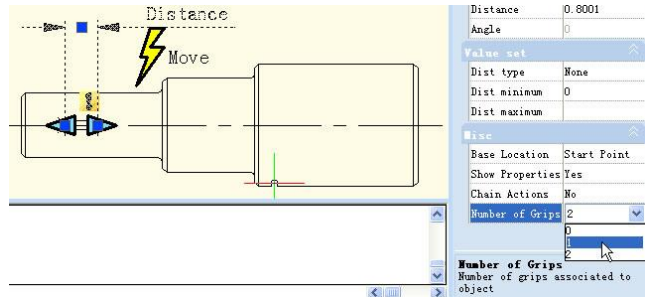 Distance
Move
Distance 0.8001
Angle 0
Value set
Dist type None
Dist minimum 0
Dist maximum
Misc
Base Location Start Point
Show Properties Yes
Chain Actions No
Number of Grips 2
0
1
2
Number of Grips
Number of grips associated to
object